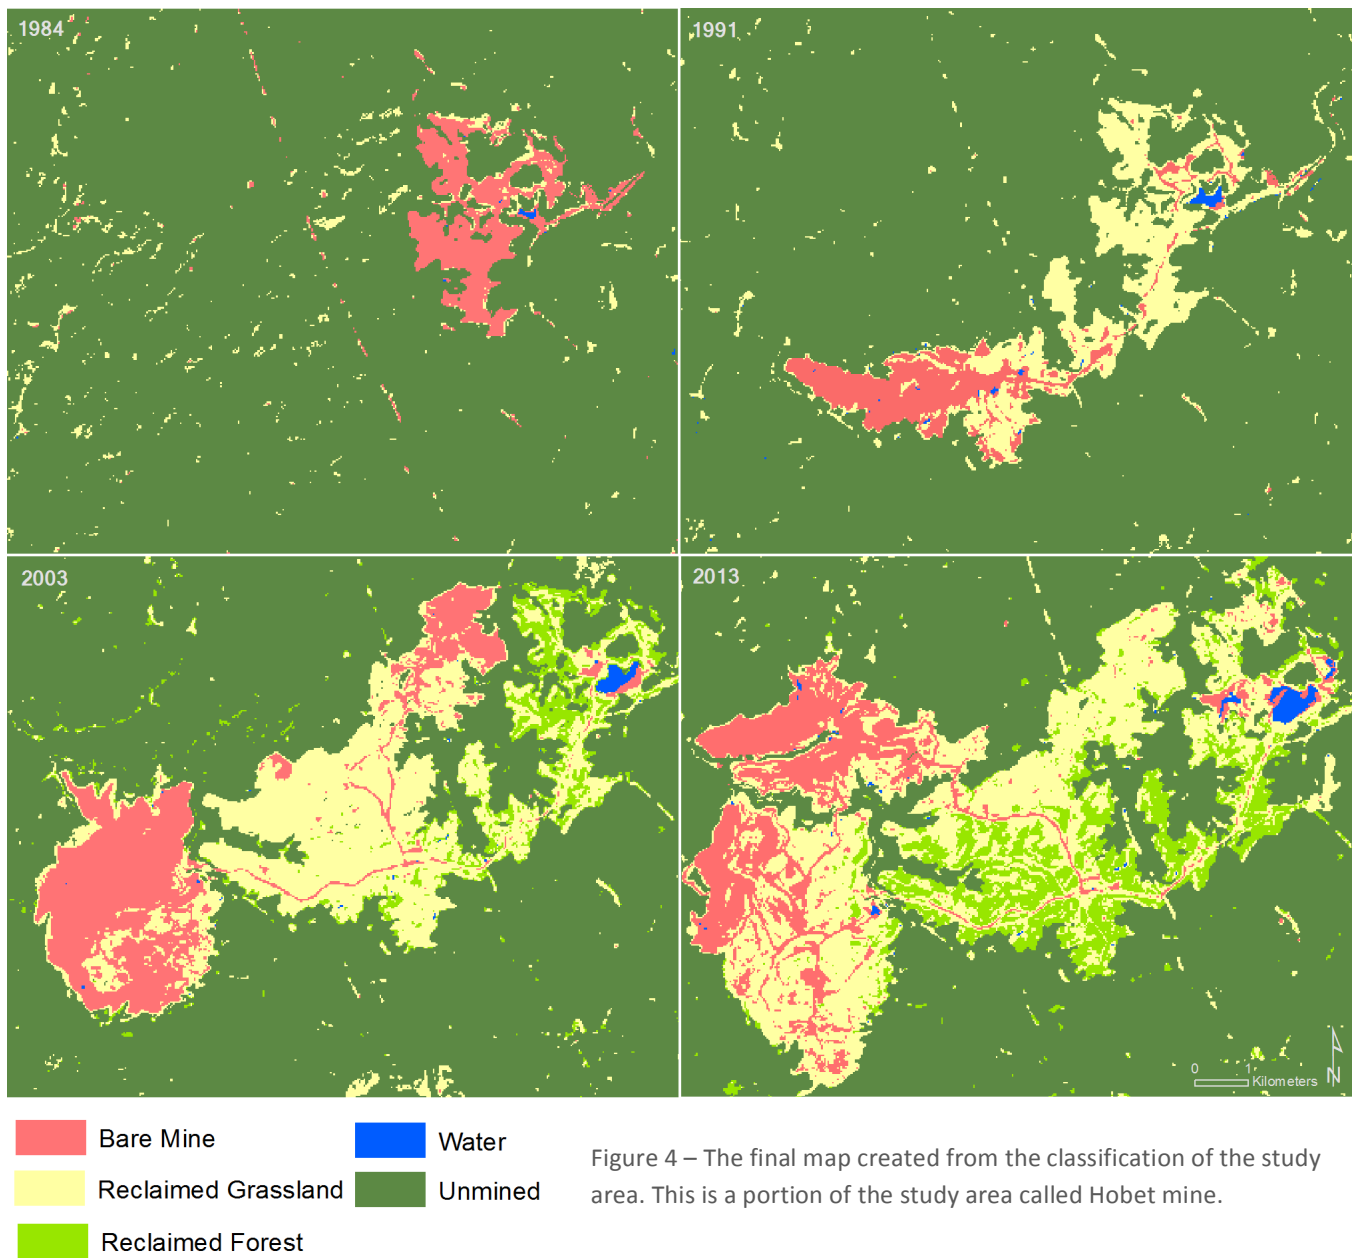 1984
1991
2003
2013
0 1
Kilometers
N
Bare Mine
Water
Reclaimed Grassland
Unmined
Reclaimed Forest
Figure 4 – The final map created from the classification of the study
area. This is a portion of the study area called Hobet mine.